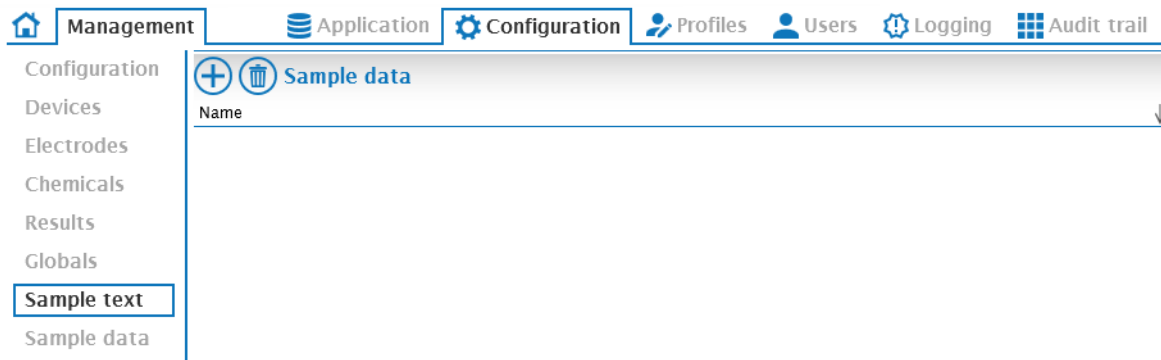 Management Application Configuration Profiles Users Logging Audit trail
Configuration
Sample data
Devices
Name
Electrodes
Chemicals
Results
Globals
Sample text
Sample data